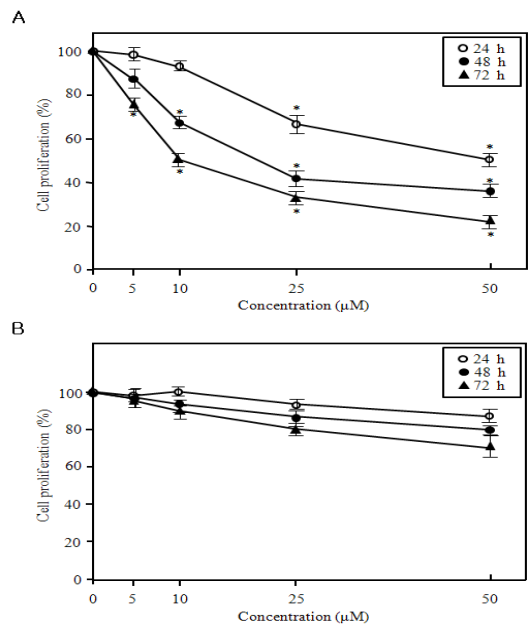 A
24 h
48 h
72 h
100
80
60
40
20
0
Cell proliferation (%)
*
*
*
*
*
*
*
*
*
0 5 10 25 50
Concentration (µM)
B
24 h
48 h
72 h
100
80
60
40
20
0
Cell proliferation (%)
0 5 10 25 50
Concentration (µM)